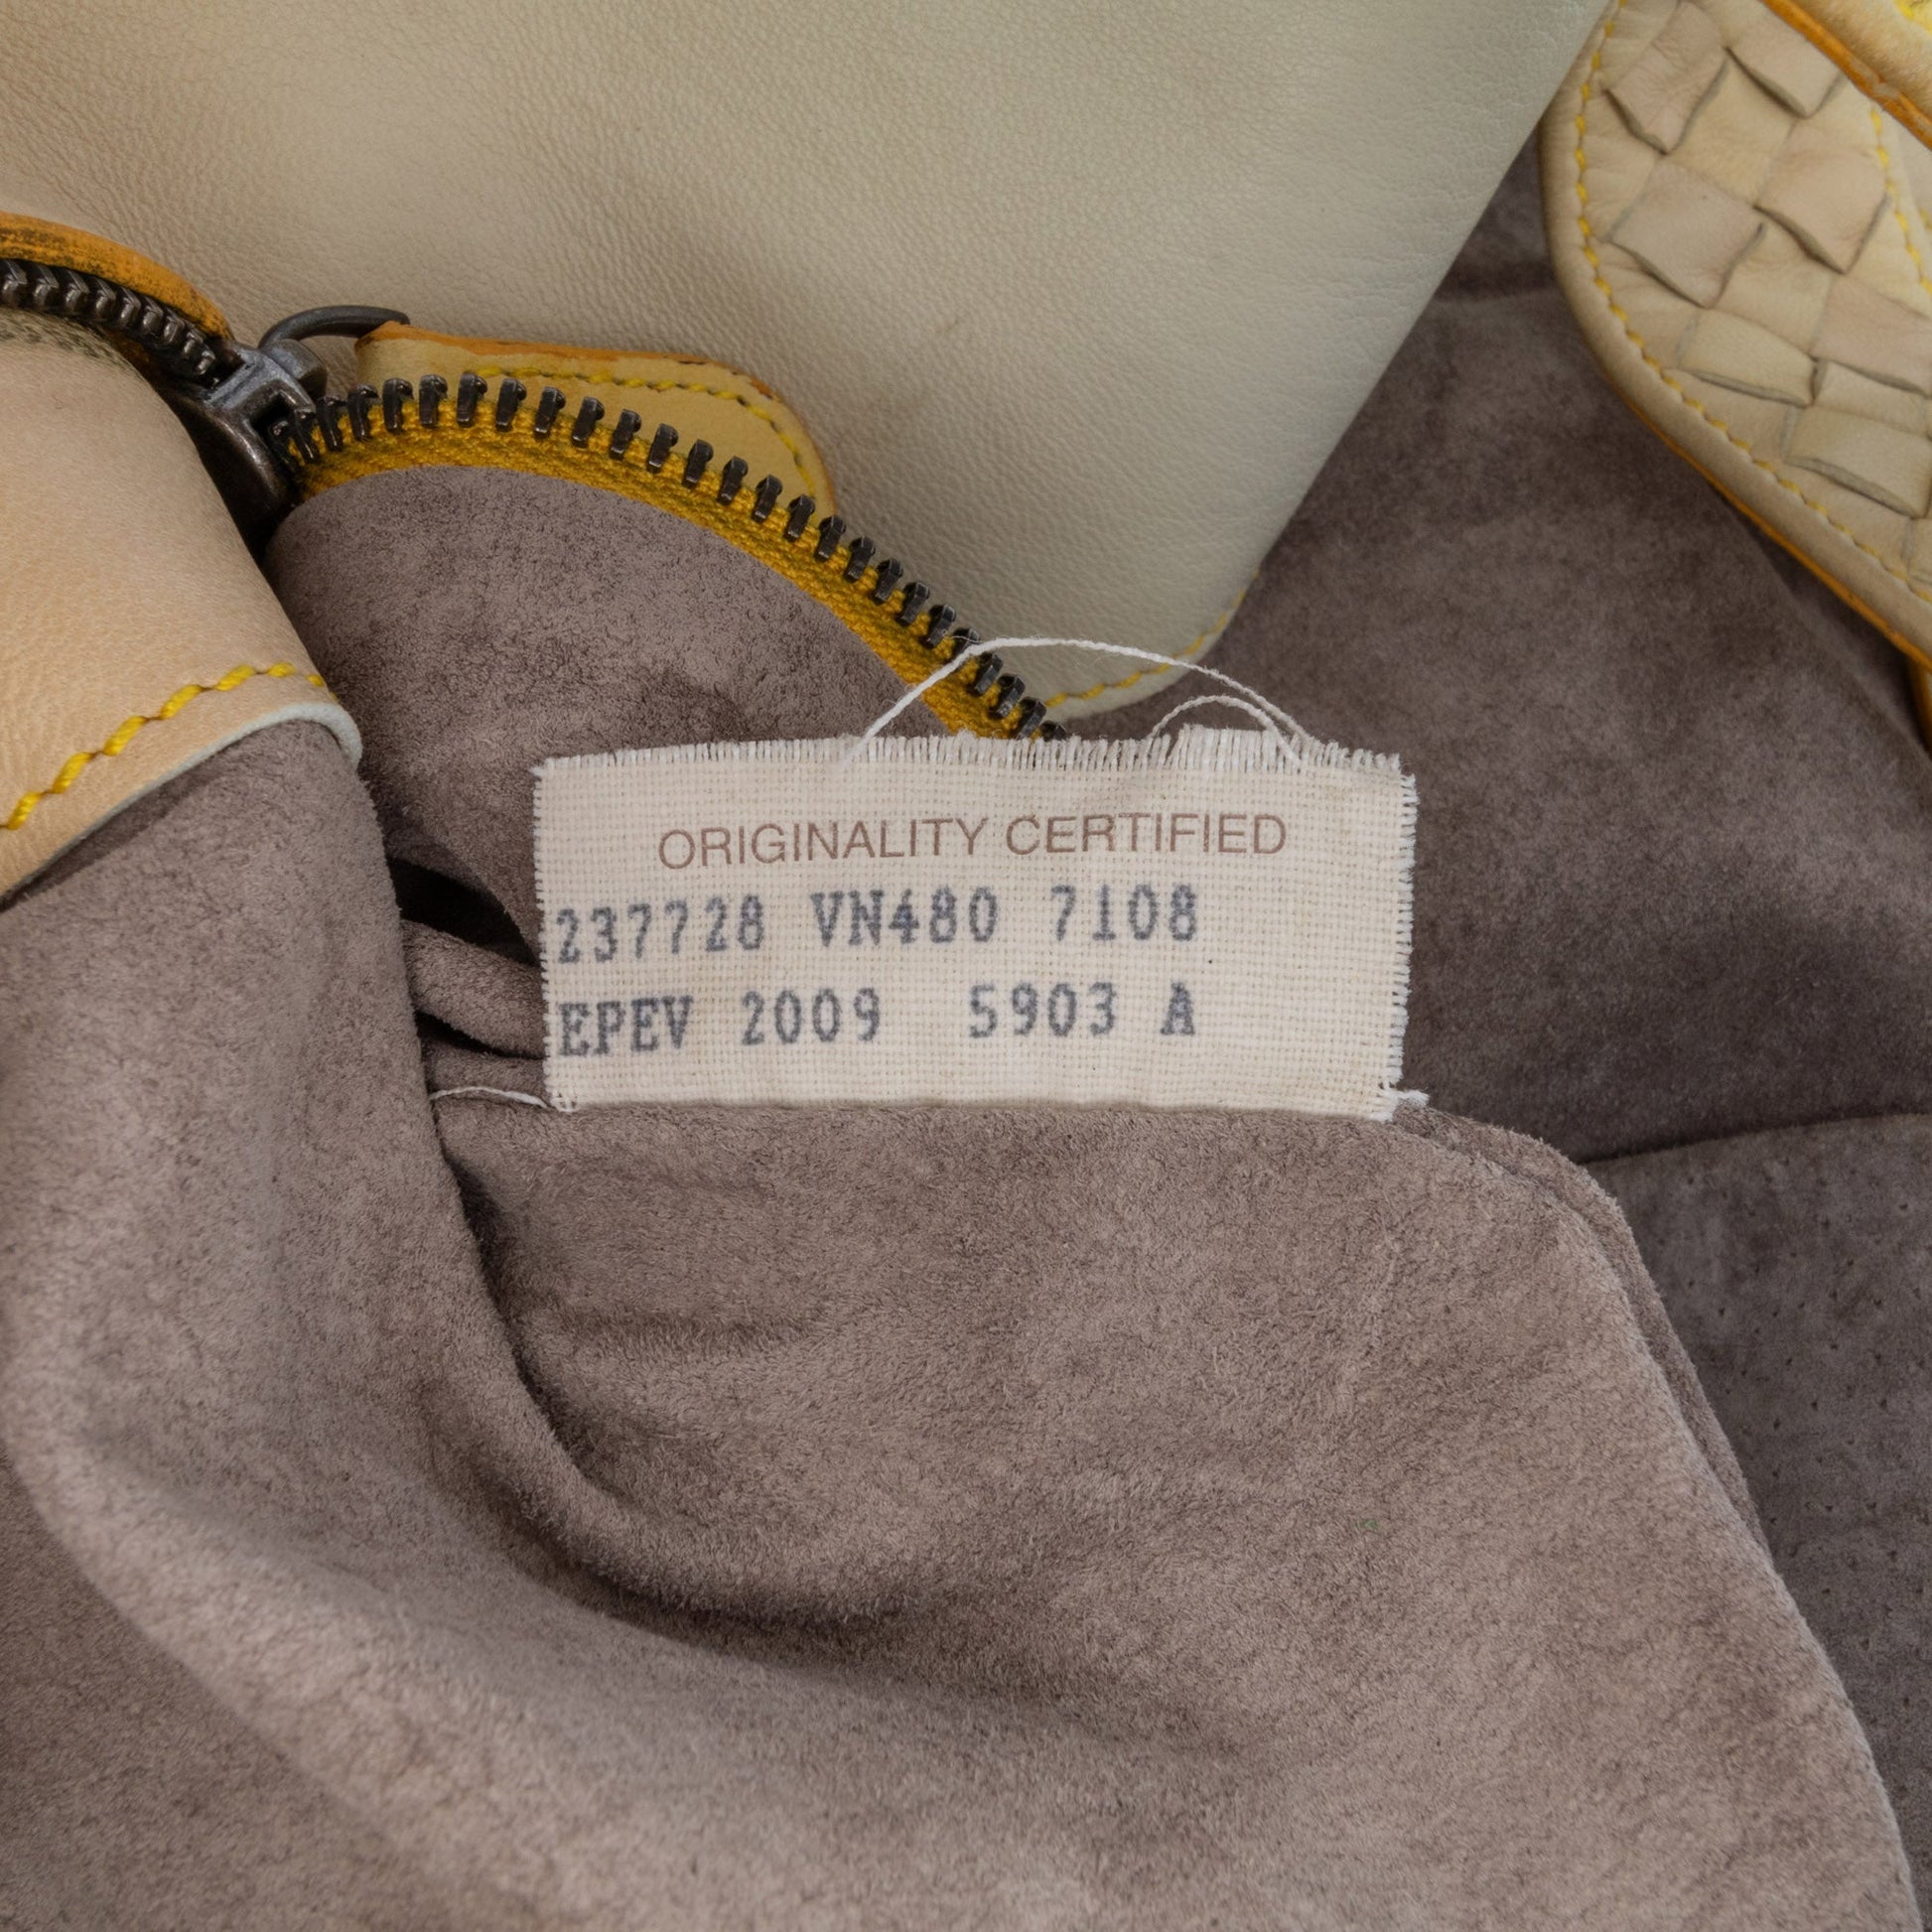 ORIGINALITY CERTIFIED
237728 VN480 7108
EPEV 2009 5903 A